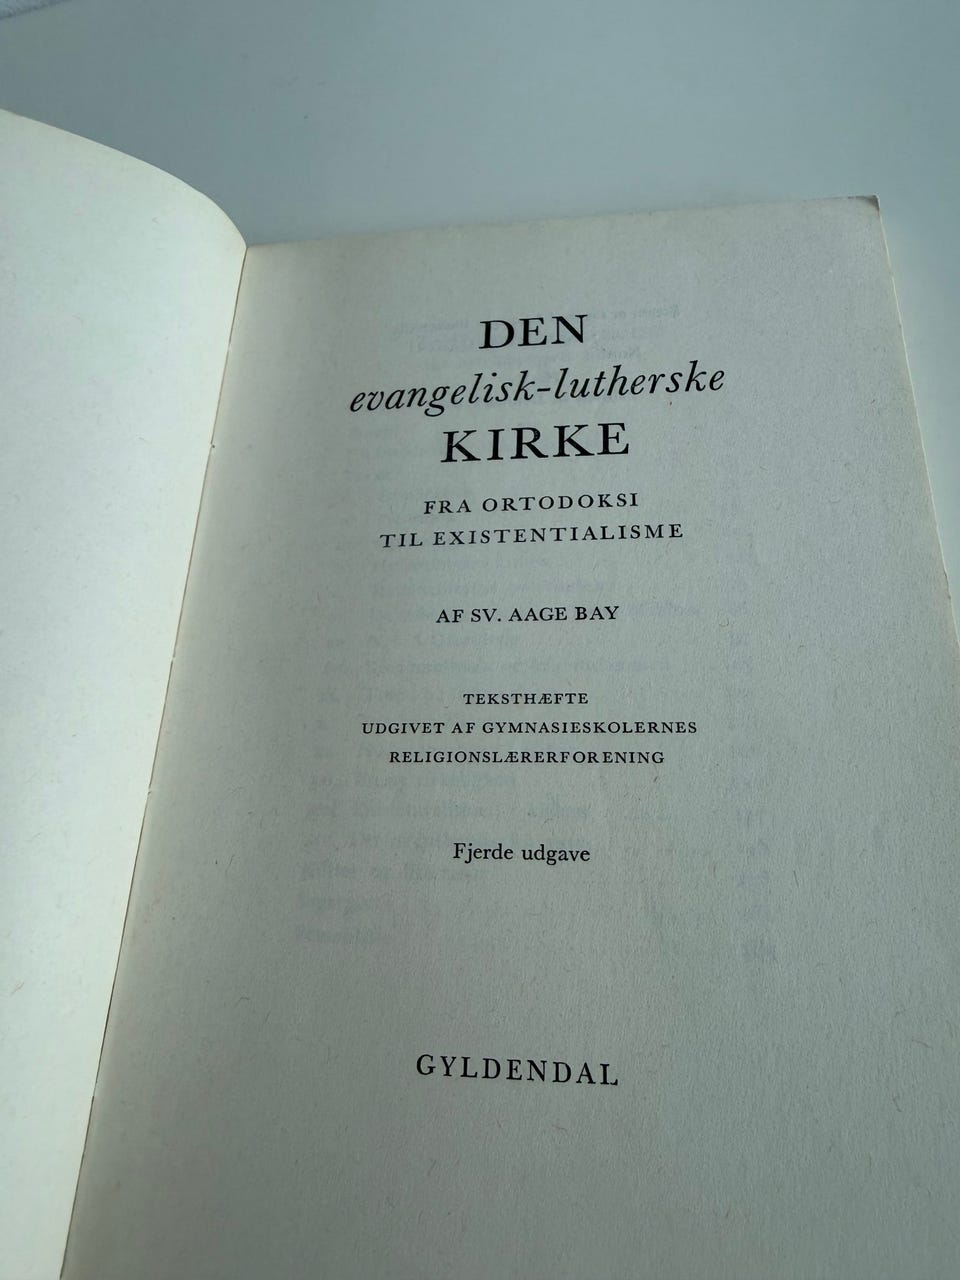 DEN
evangelisk-lutherske
KIRKE
FRA ORTODOKSI
TIL EXISTENTIALISME
AF SV. AAGE BAY
TEKSTHÆFTE
UDGIVET AF GYMNASIESKOLERNES
RELIGIONSLÆRERFORENING
Fjerde udgave
GYLDENDAL